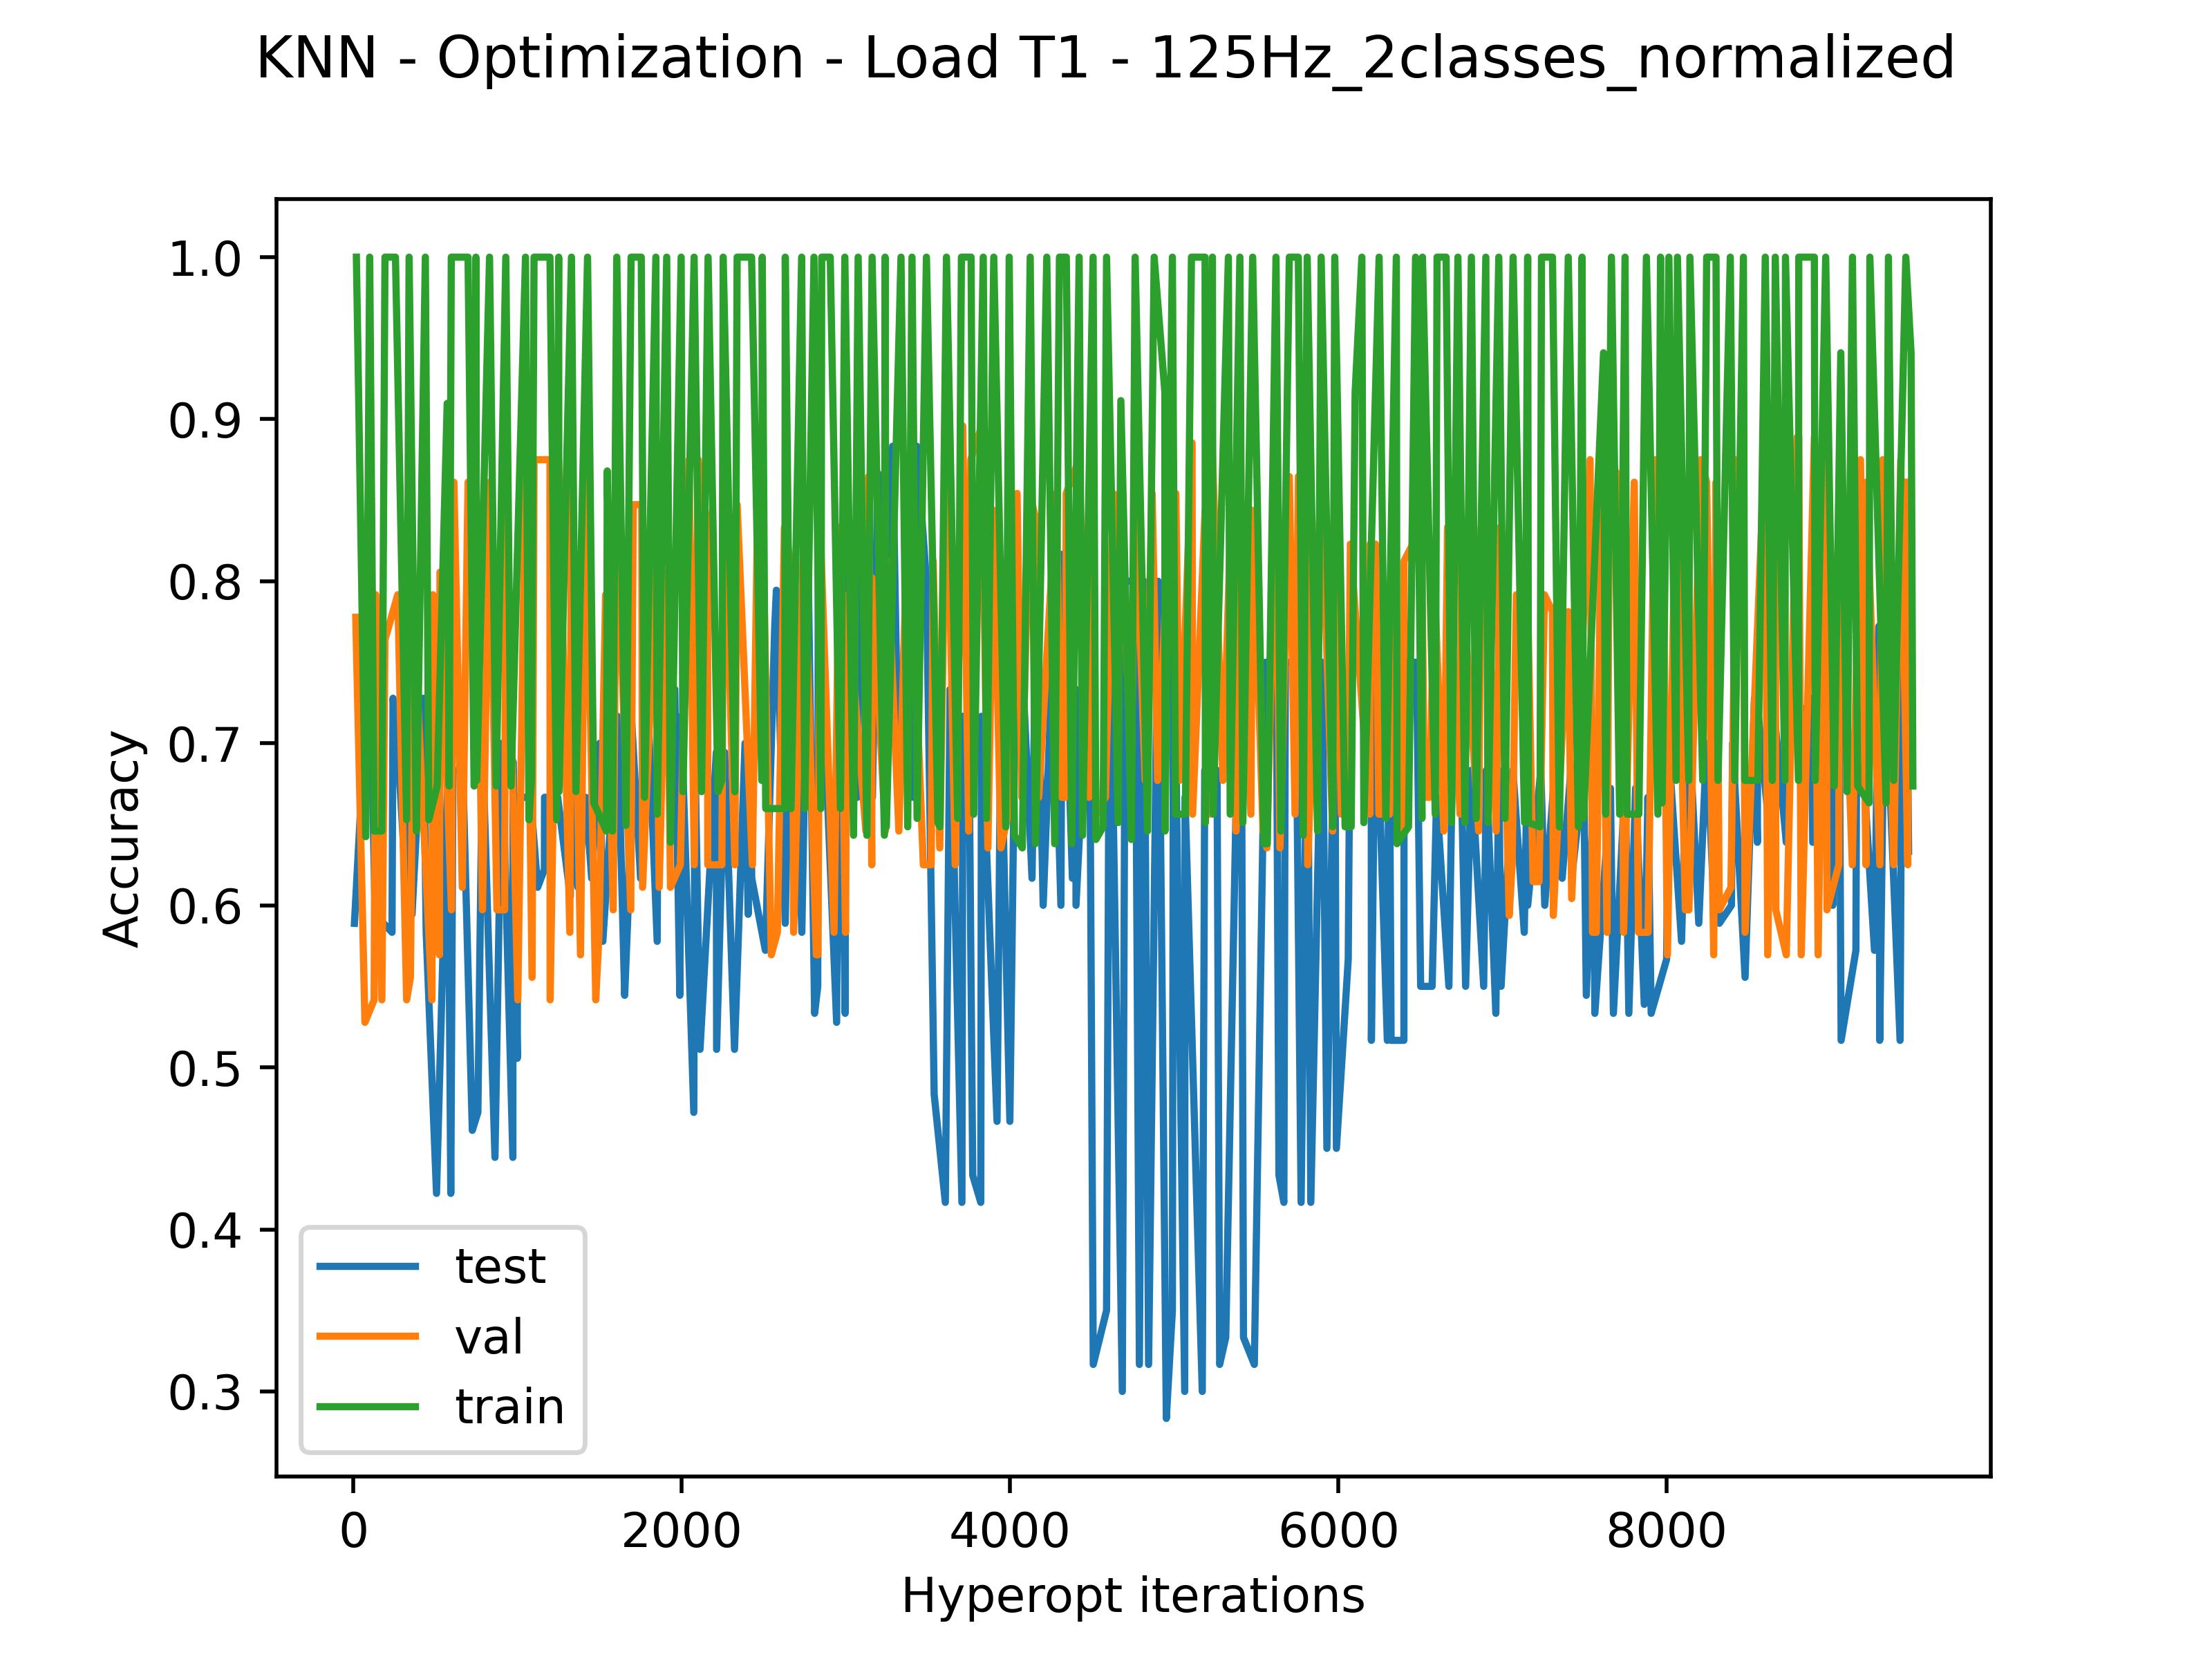 KNN - Optimization - Load T1 - 125Hz_2classes_normalized
1.0
0.9
0.8
0.7
0.6
0.5
0.4
0.3
Accuracy
test
val
train
0 2000 4000 6000 8000
Hyperopt iterations